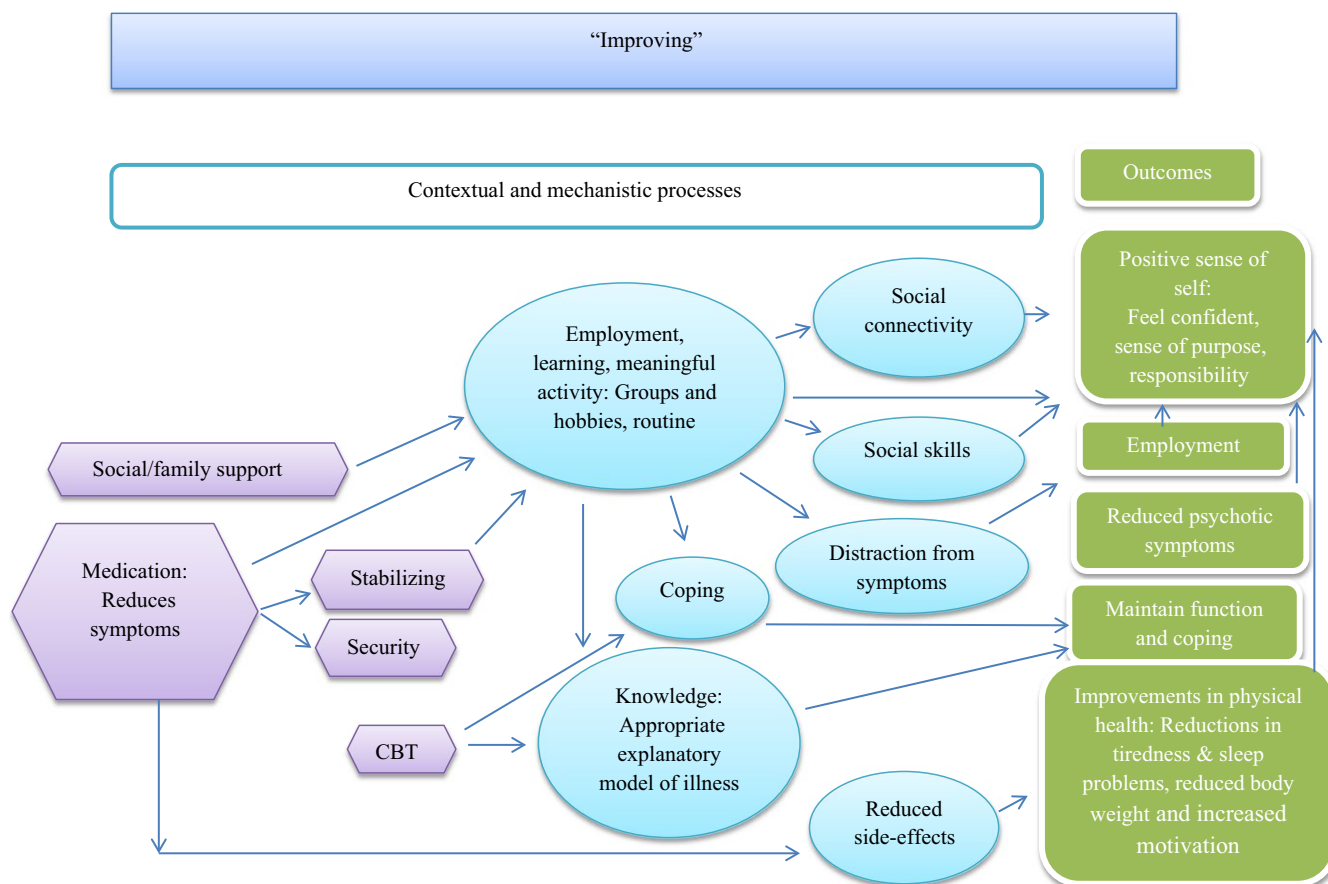 “Improving”
Contextual and mechanistic processes
Outcomes
Positive sense of
self:
Feel confident,
sense of purpose,
responsibility
Social
connectivity
Employment,
learning, meaningful
activity: Groups and
hobbies, routine
Social skills
Employment
Social/family support
Reduced psychotic
symptoms
Distraction from
symptoms
Medication:
Reduces
symptoms
Stabilizing
Coping
Maintain function
and coping
Security
Knowledge:
Appropriate
explanatory
model of illness
CBT
Improvements in physical
health: Reductions in
tiredness & sleep
problems, reduced body
weight and increased
motivation
Reduced
side-effects